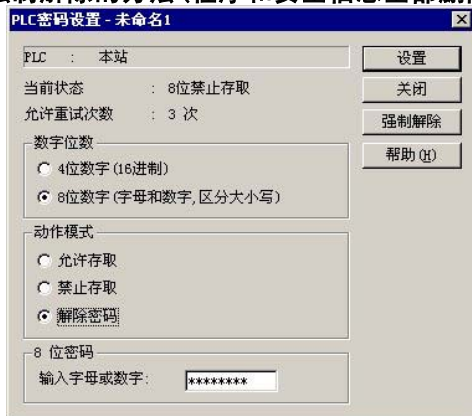 PLC密码设置 - 未命名1
PLC : 本站
设置
当前状态 : 8位禁止存取
关闭
允许重试次数 : 3 次
强制解除
数字位数
帮助(H)
4位数字(16进制)
8位数字(字母和数字,区分大小写)
动作模式
允许存取
禁止存取
解除密码
8 位密码
输入字母或数字: ********